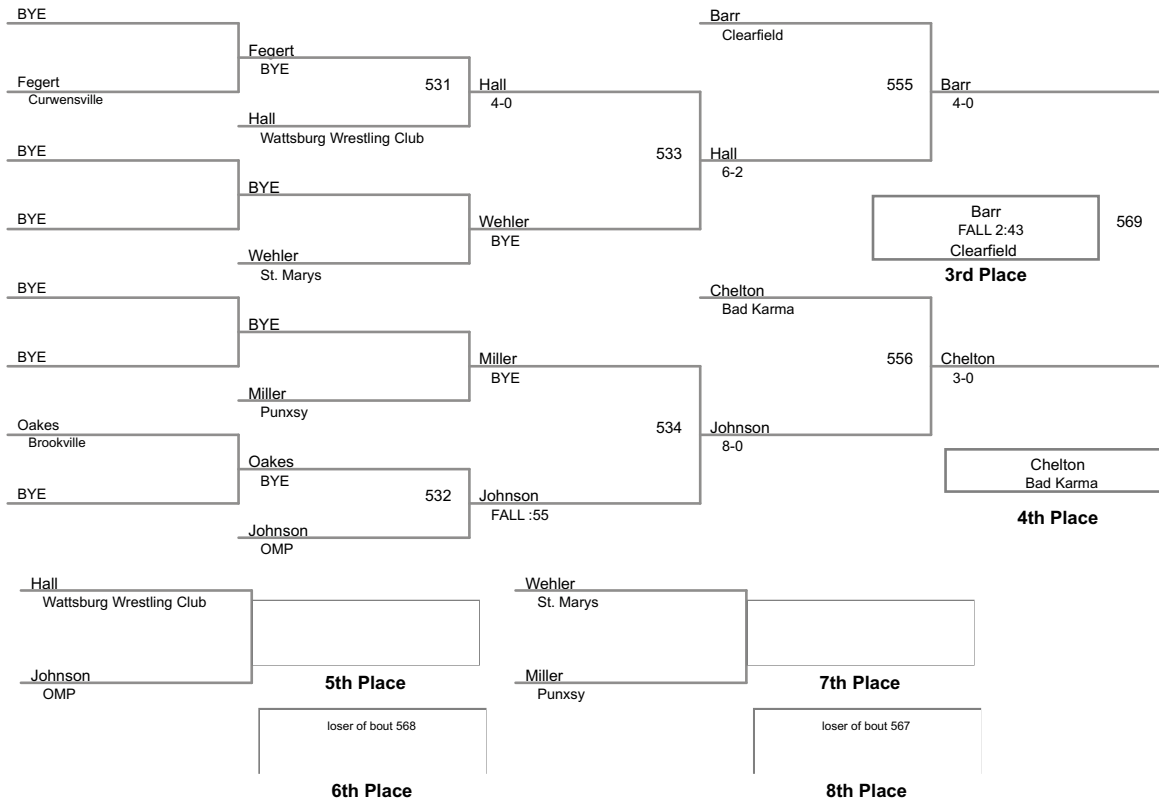 BYE
Fegert
Curwensville
BYE
BYE
BYE
BYE
Oakes
Brookville
BYE
Fegert
BYE
Hall
Wattsburg Wrestling Club
BYE
Wehler
St. Marys
BYE
Miller
Punxsy
Oakes
BYE
Johnson
OMP
531
532
Hall
4-0
Wehler
BYE
Miller
BYE
Johnson
FALL :55
533
534
Barr
Clearfield
Hall
6-2
Chelton
Bad Karma
Johnson
8-0
555
556
Barr
4-0
Barr
FALL 2:43
Clearfield
569
3rd Place
Chelton
3-0
Chelton
Bad Karma
4th Place
Hall
Wattsburg Wrestling Club
Johnson
OMP
5th Place
loser of bout 568
6th Place
Wehler
St. Marys
Miller
Punxsy
7th Place
loser of bout 567
8th Place